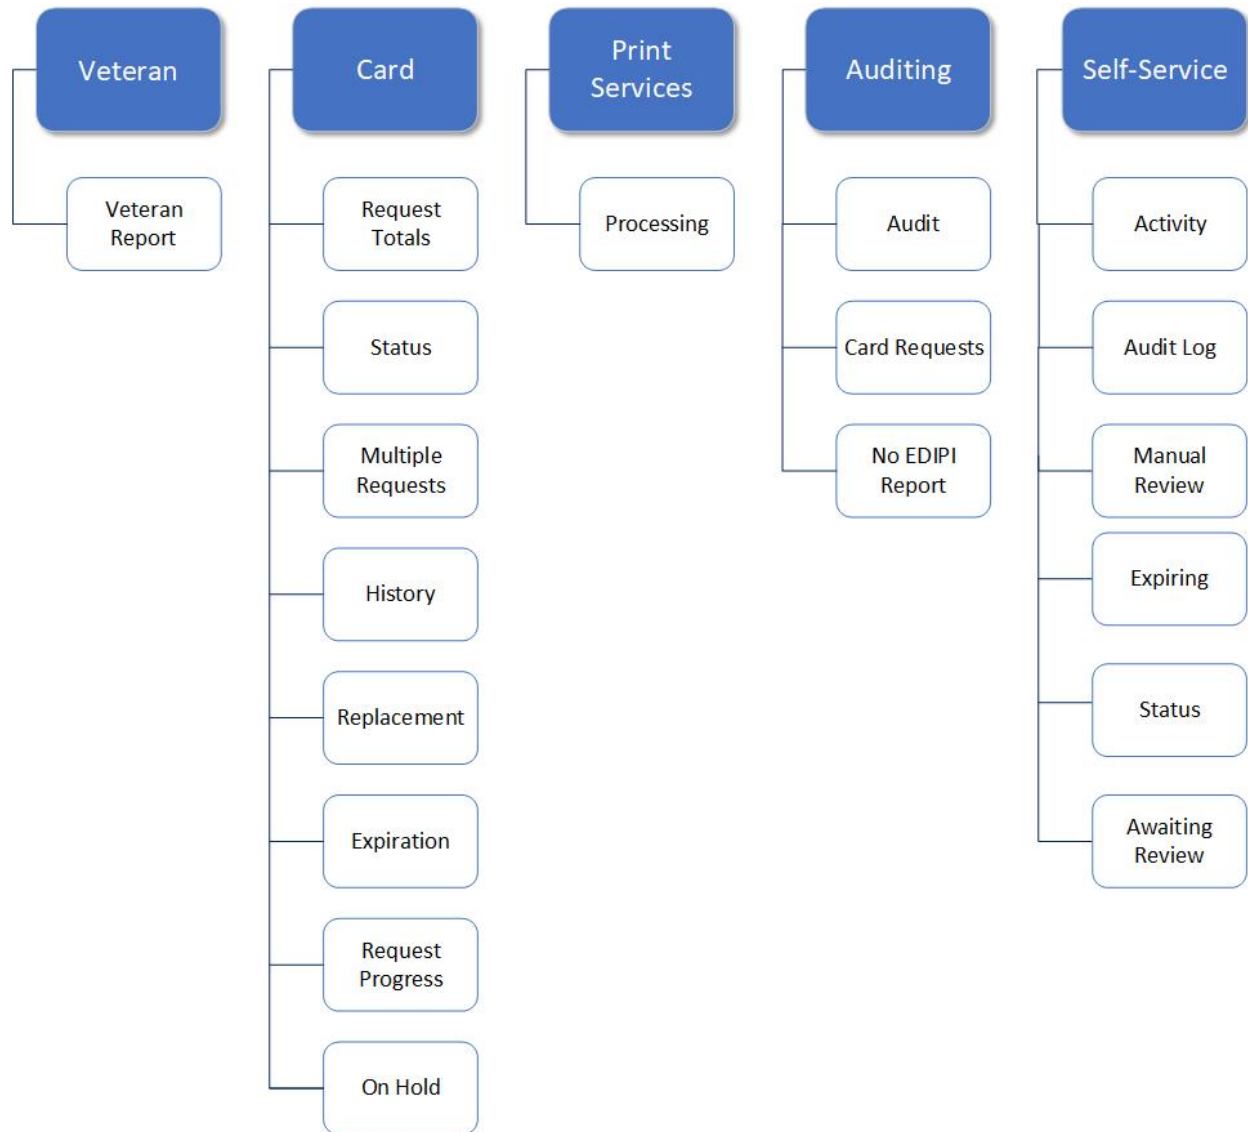 Veteran
Veteran
Report
Card
Request
Totals
Status
Multiple
Requests
History
Replacement
Expiration
Request
Progress
On Hold
Print
Services
Processing
Auditing
Audit
Card Requests
No EDIPI
Report
Self-Service
Activity
Audit Log
Manual
Review
Expiring
Status
Awaiting
Review